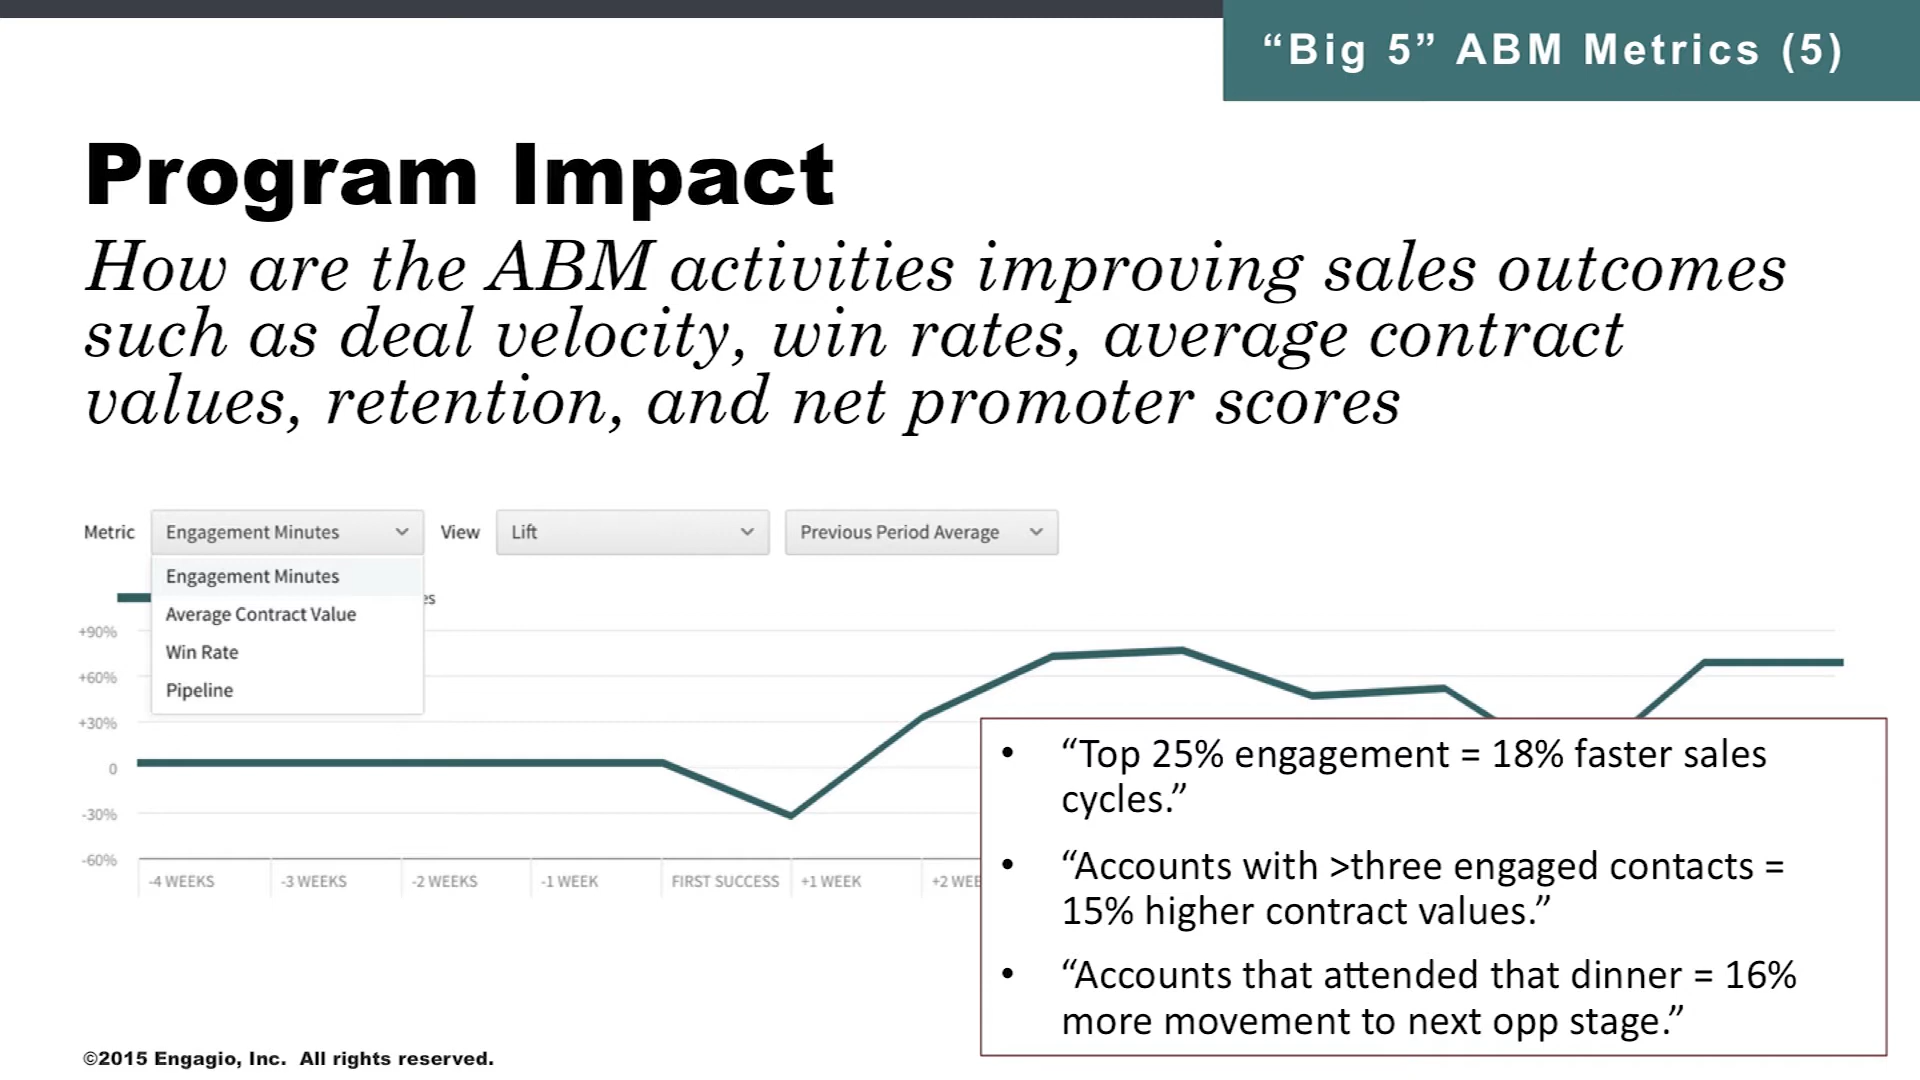 “Big 5” ABM Metrics (5)
Program Impact
How are the ABM activities improving sales outcomes
such as deal velocity, win rates, average contract
values, retention, and net promoter scores
Metric Engagement Minutes View Lift Previous Period Average
Engagement Minutes
es
Average Contract Value
+90%
Win Rate
+60%
Pipeline
+30%
0
-30%
-60%
-4 WEEKS -3 WEEKS -2 WEEKS -1 WEEK FIRST SUCCESS +1 WEEK +2 WEE
• “Top 25% engagement = 18% faster sales
cycles.”
• “Accounts with >three engaged contacts =
15% higher contract values.”
• “Accounts that attended that dinner = 16%
more movement to next opp stage.”
©2015 Engagio, Inc. All rights reserved.